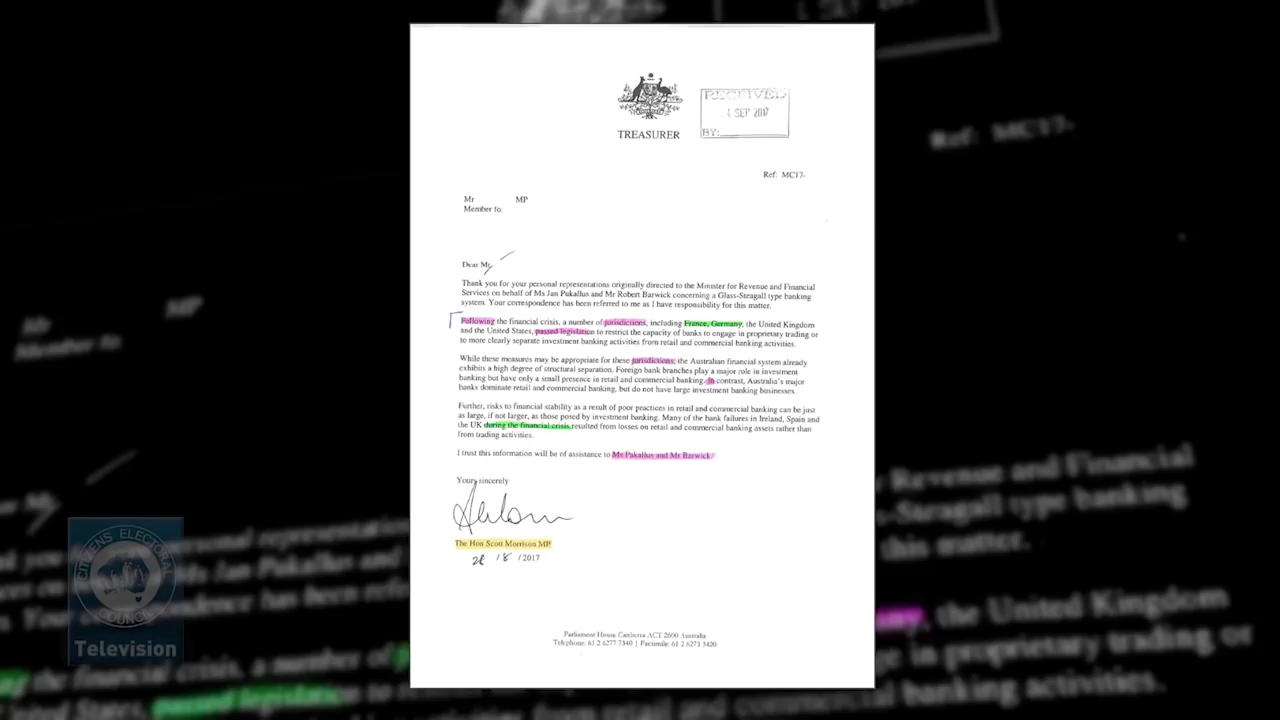 TREASURER
RECEIVED
4 SEP 2017
BY:
Ref: MC17-
Mr MP
Member fo
Dear Mr
Thank you for your personal representations originally directed to the Minister for Revenue and Financial
Services on behalf of Ms Jan Pukallus and Mr Robert Barwick concerning a Glass-Steagall type banking
system. Your correspondence has been referred to me as I have responsibility for this matter.
Following the financial crisis, a number of jurisdictions, including France, Germany, the United Kingdom
and the United States, passed legislation to restrict the capacity of banks to engage in proprietary trading or
to more clearly separate investment banking activities from retail and commercial banking activities.
While these measures may be appropriate for these jurisdictions, the Australian financial system already
exhibits a high degree of structural separation. Foreign bank branches play a major role in investment
banking but have only a small presence in retail and commercial banking. In contrast, Australia's major
banks dominate retail and commercial banking, but do not have large investment banking businesses.
Further, risks to financial stability as a result of poor practices in retail and commercial banking can be just
as large, if not larger, as those posed by investment banking. Many of the bank failures in Ireland, Spain and
the UK during the financial crisis resulted from losses on retail and commercial banking assets rather than
from trading activities.
I trust this information will be of assistance to Ms Pukallus and Mr Barwick.
Yours sincerely
The Hon Scott Morrison MP
28 / 8 / 2017
Parliament House Canberra ACT 2600 Australia
Telephone: 61 2 6277 7340 | Facsimile: 61 2 6273 3420
CITIZENS ELECTORAL
COUNCIL
Television